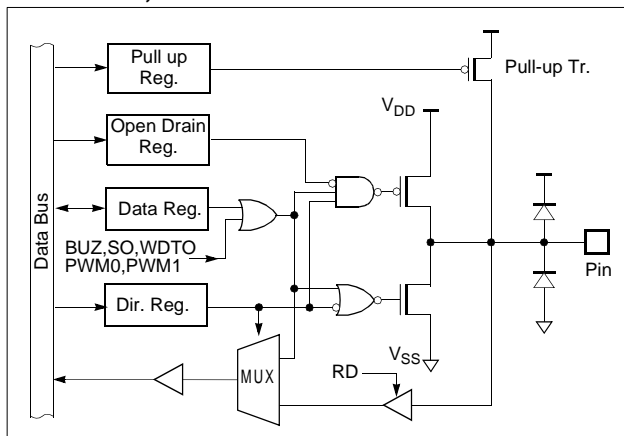 Pull up
Reg.
Pull-up Tr.
VDD
Open Drain
Reg.
Data Bus
Data Reg.
BUZ,SO,WDTO
PWM0,PWM1
Pin
Dir. Reg.
VSS
MUX
RD